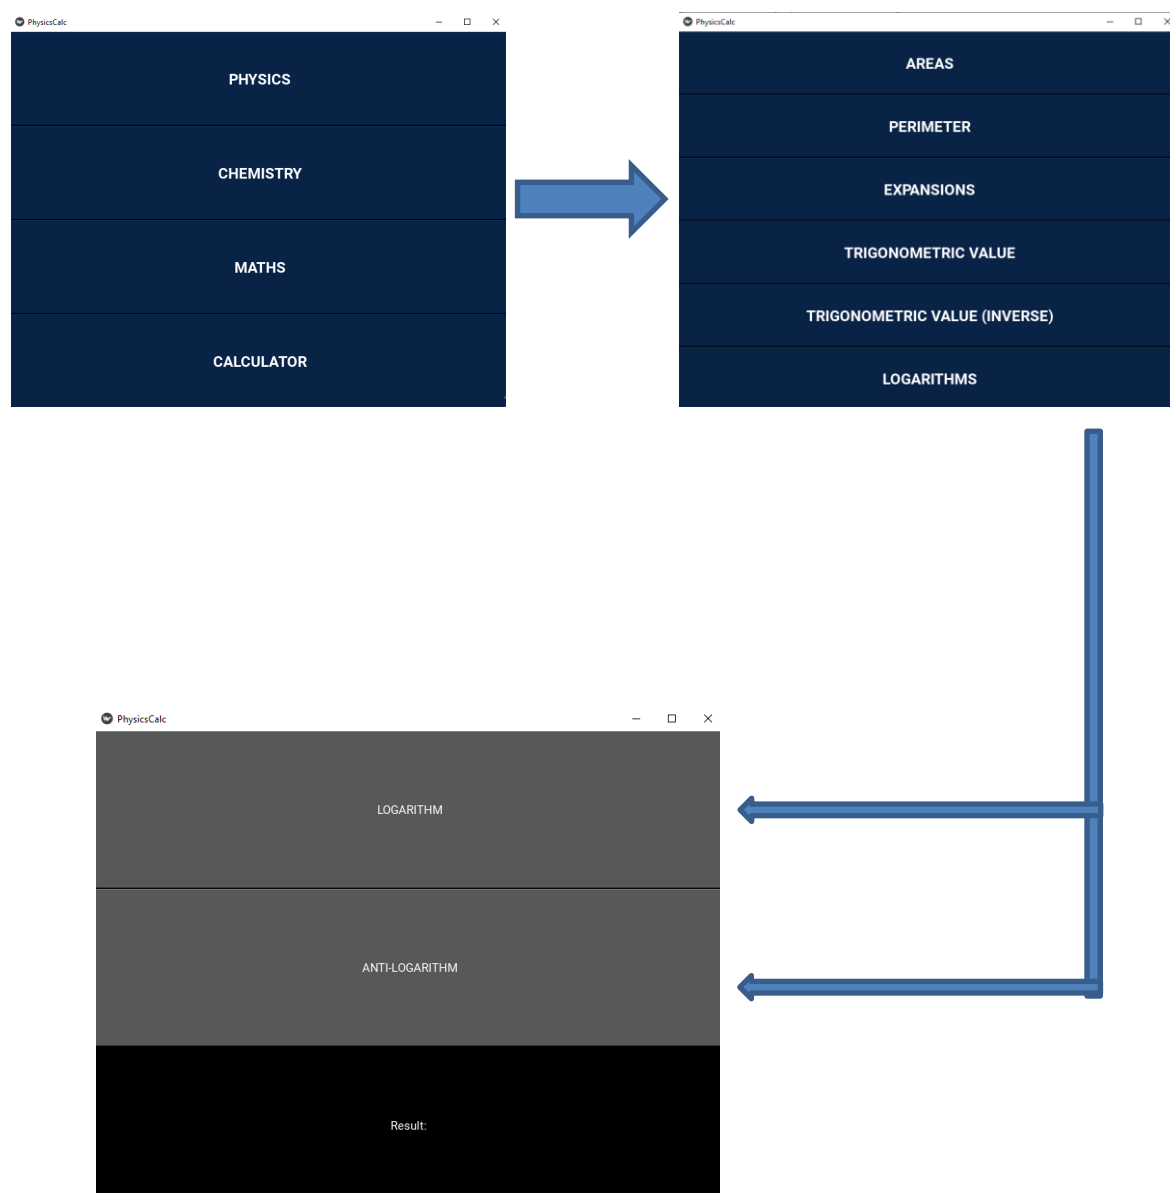 PhysicsCalc
PHYSICS
CHEMISTRY
MATHS
CALCULATOR
PhysicsCalc
AREAS
PERIMETER
EXPANSIONS
TRIGONOMETRIC VALUE
TRIGONOMETRIC VALUE (INVERSE)
LOGARITHMS
PhysicsCalc
LOGARITHM
ANTI-LOGARITHM
Result: